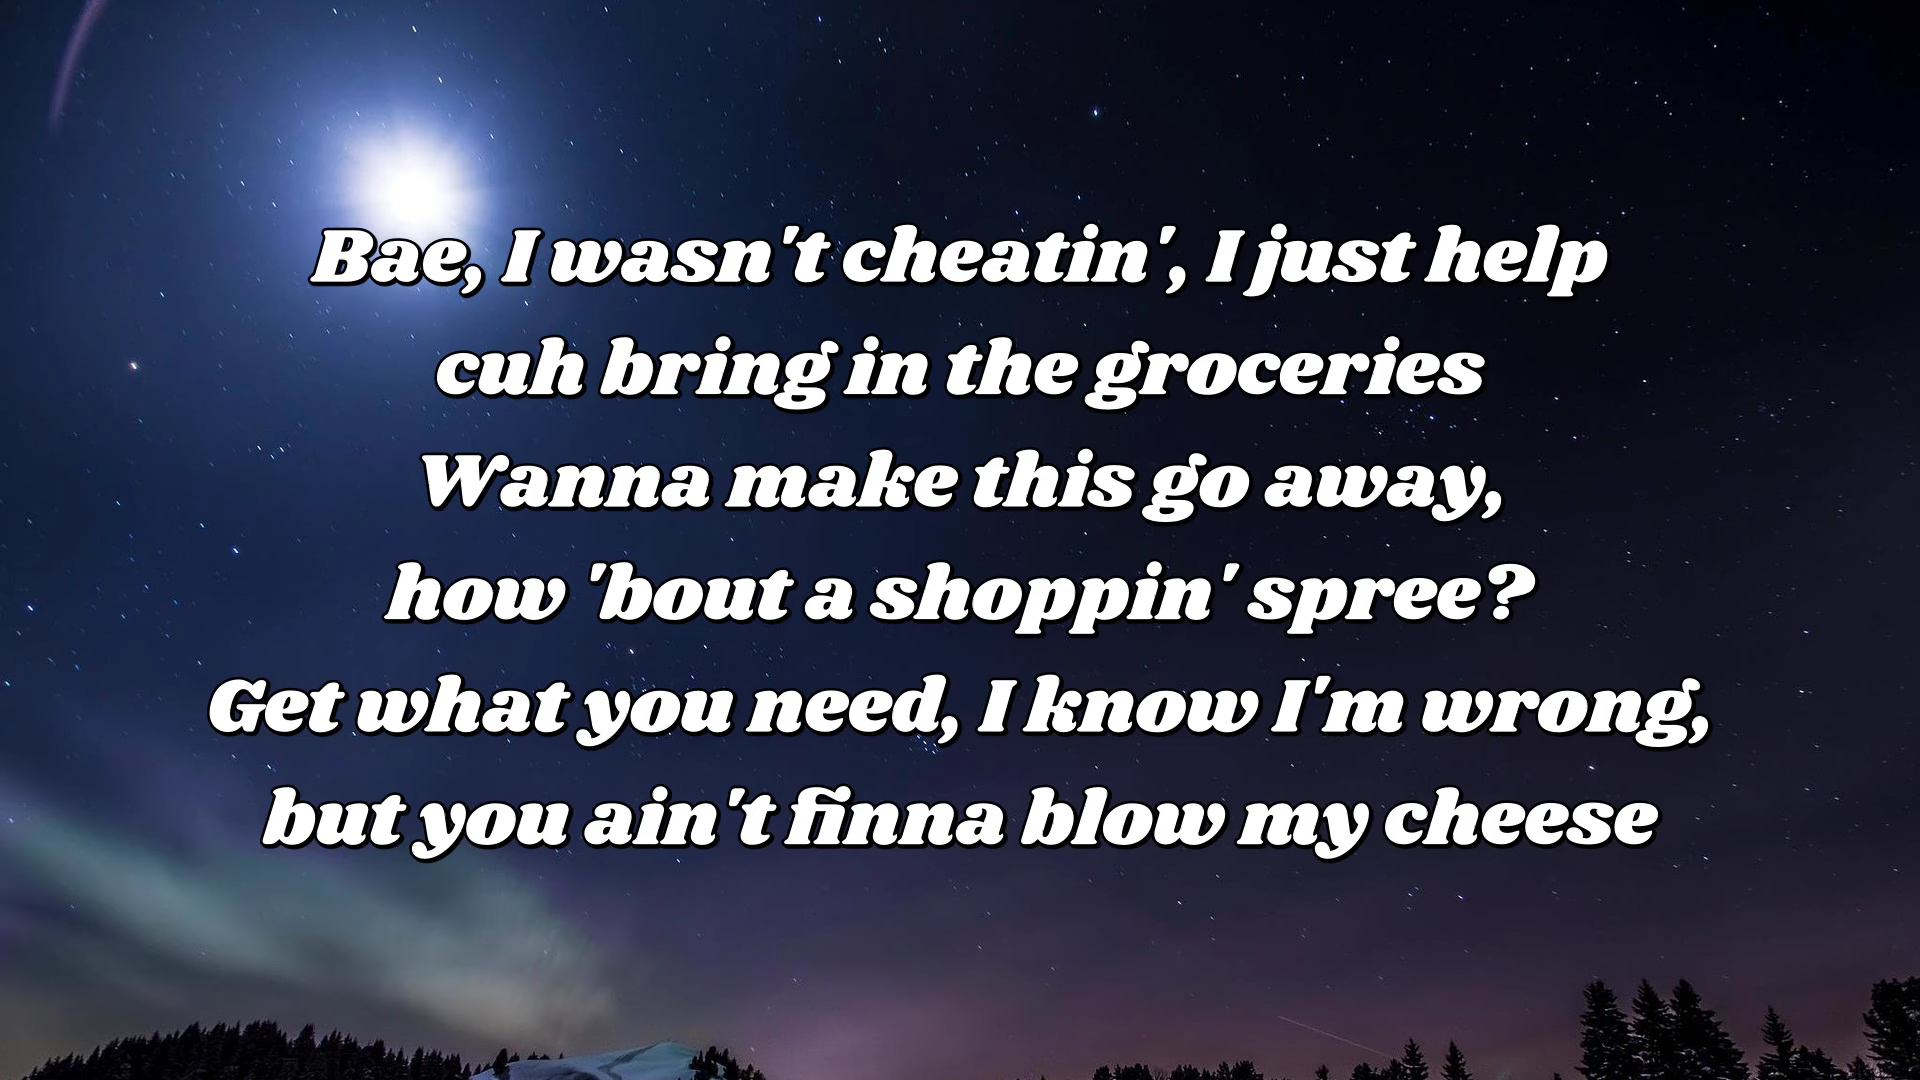 Bae, I wasn't cheatin', I just help
cuh bring in the groceries
Wanna make this go away,
how 'bout a shoppin' spree?
Get what you need, I know I'm wrong,
but you ain't finna blow my cheese